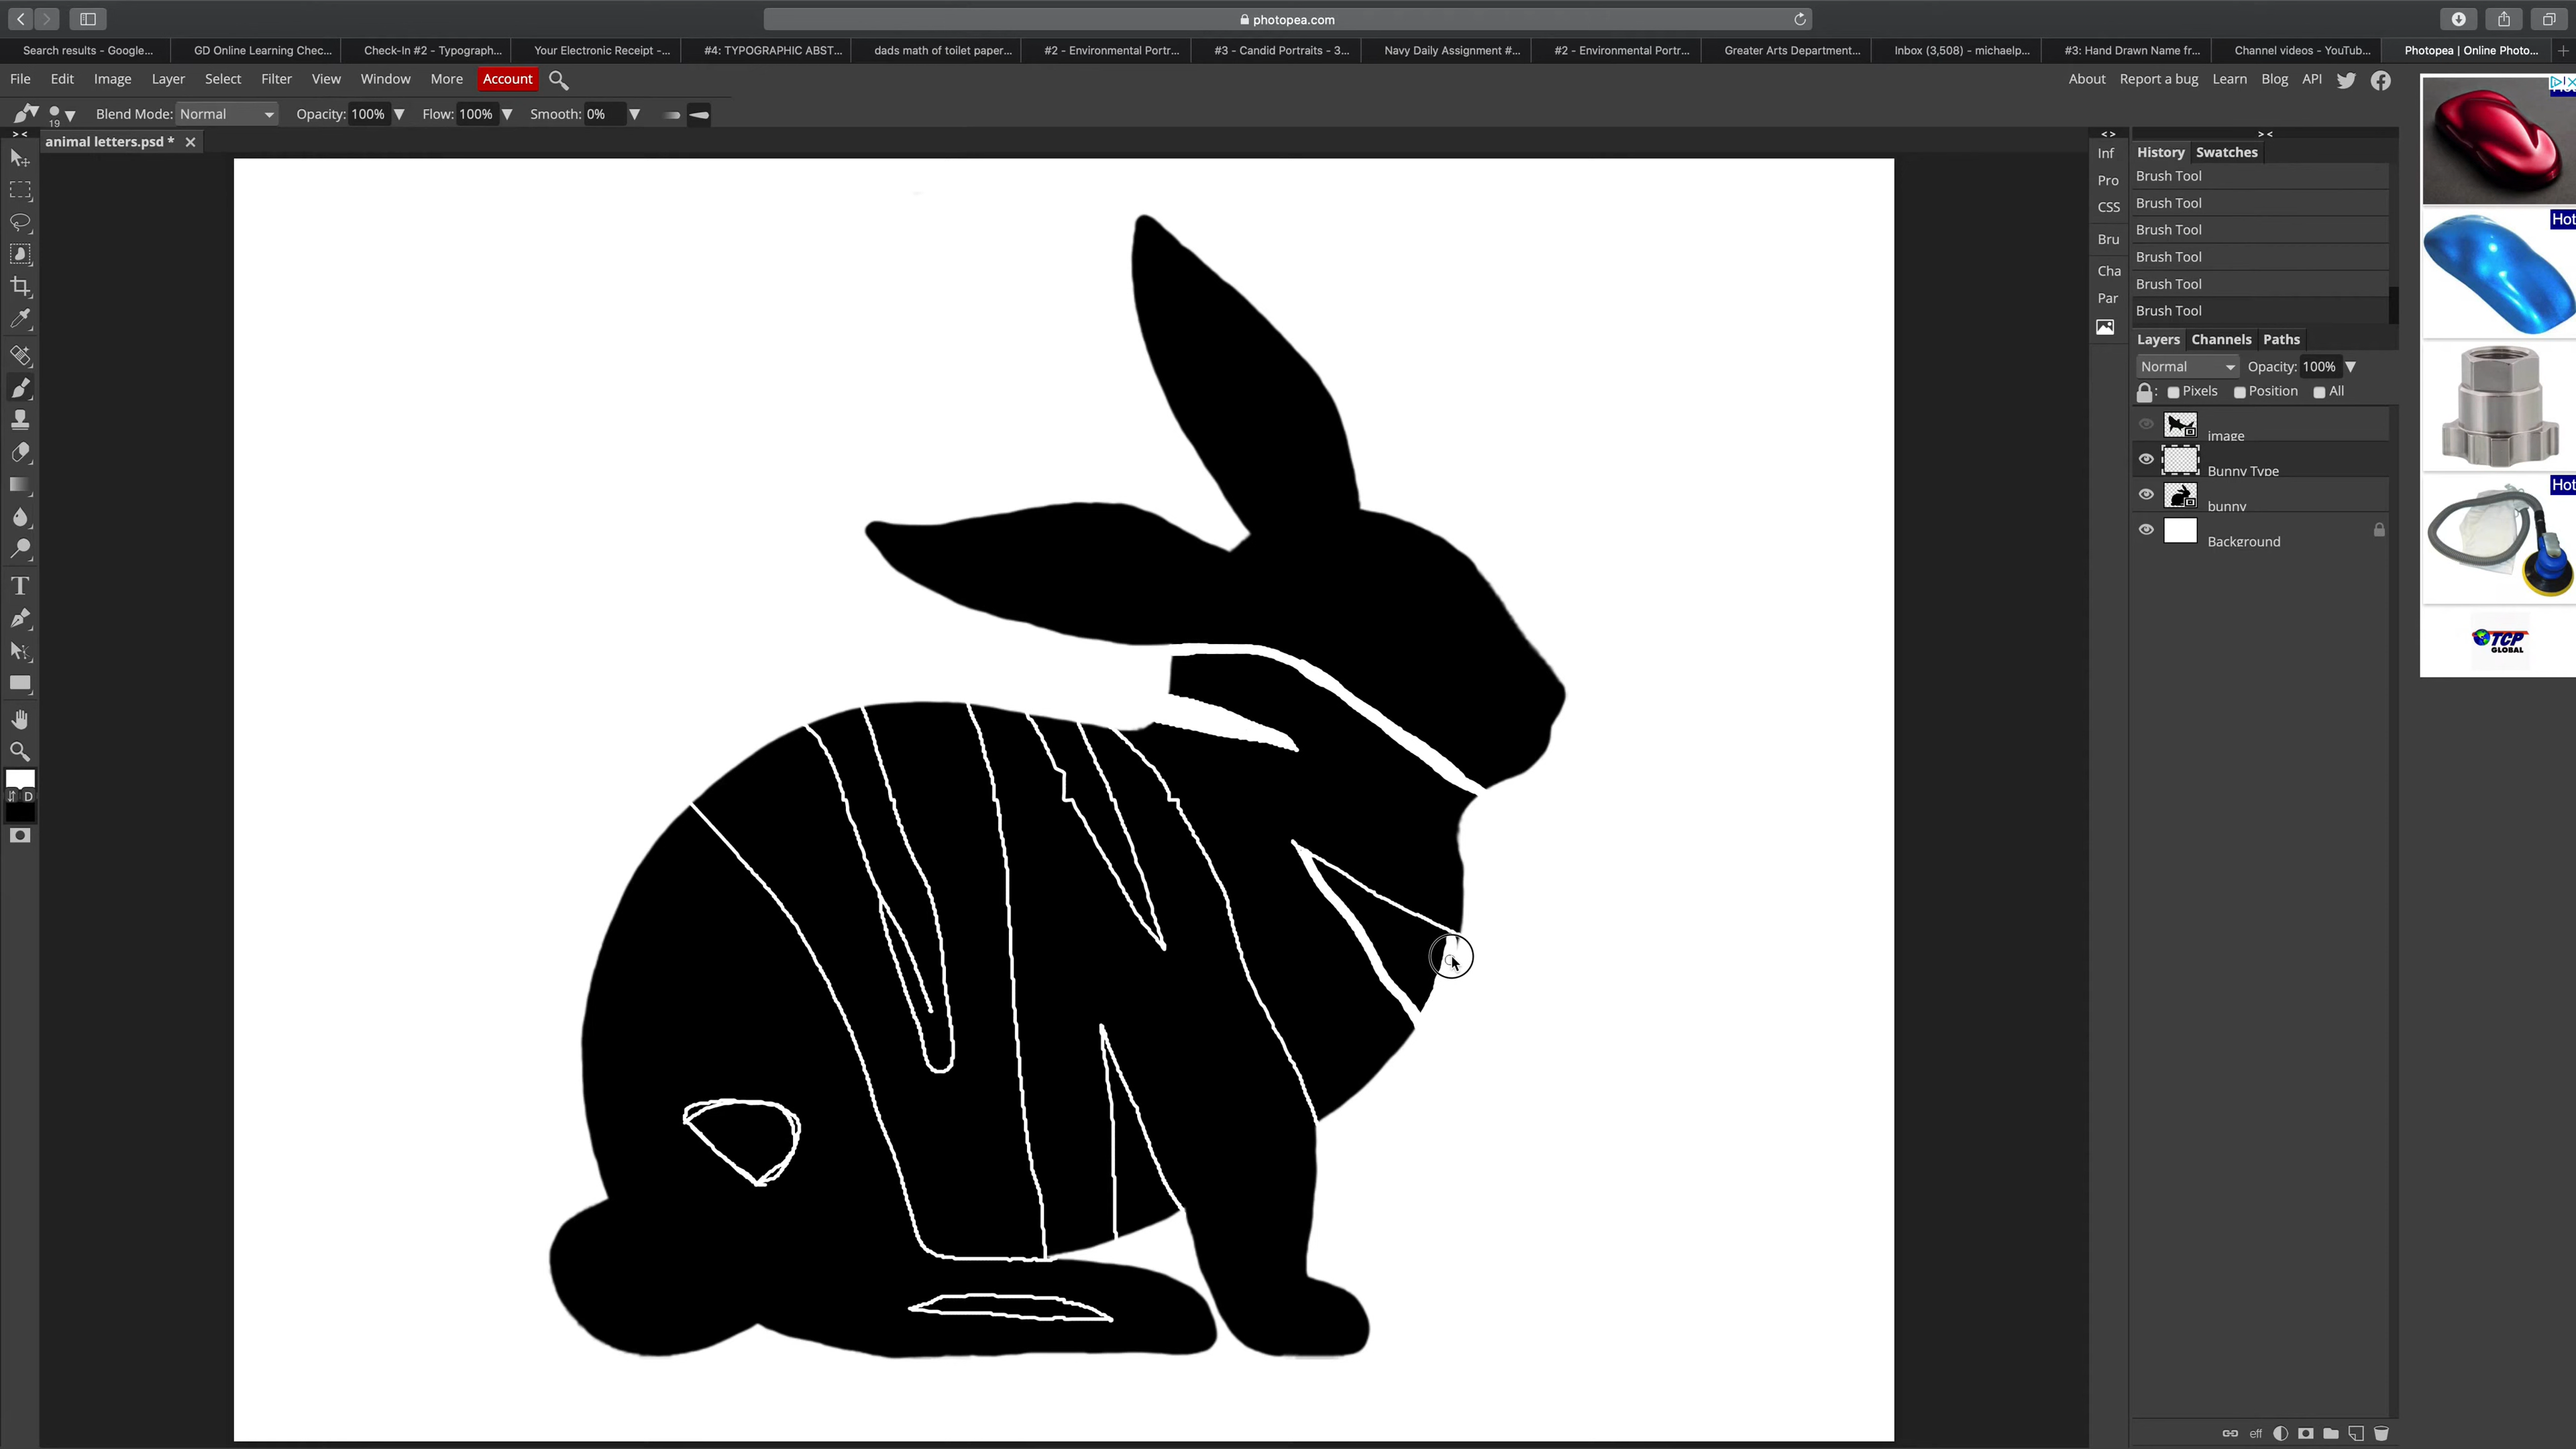 photopea.com
Search results - Google... GD Online Learning Chec... Check-In #2 - Typograph... Your Electronic Receipt -... #4: TYPOGRAPHIC ABST... dads math of toilet paper... #2 - Environmental Portr... #3 - Candid Portraits - 3... Navy Daily Assignment #... #2 - Environmental Portr... Greater Arts Department... Inbox (3,508) - michaelp... #3: Hand Drawn Name fr... Channel videos - YouTub... Photopea | Online Photo...
File Edit Image Layer Select Filter View Window More Account About Report a bug Learn Blog API
19 Blend Mode: Normal Opacity: 100% Flow: 100% Smooth: 0%
animal letters.psd *
Inf
Pro
CSS
Bru
Cha
Par
History Swatches
Brush Tool
Brush Tool
Brush Tool
Brush Tool
Brush Tool
Brush Tool
Layers Channels Paths
Normal Opacity: 100%
Pixels Position All
image
Bunny Type
bunny
Background
D
eff
Hot
Hot
TCP
GLOBAL